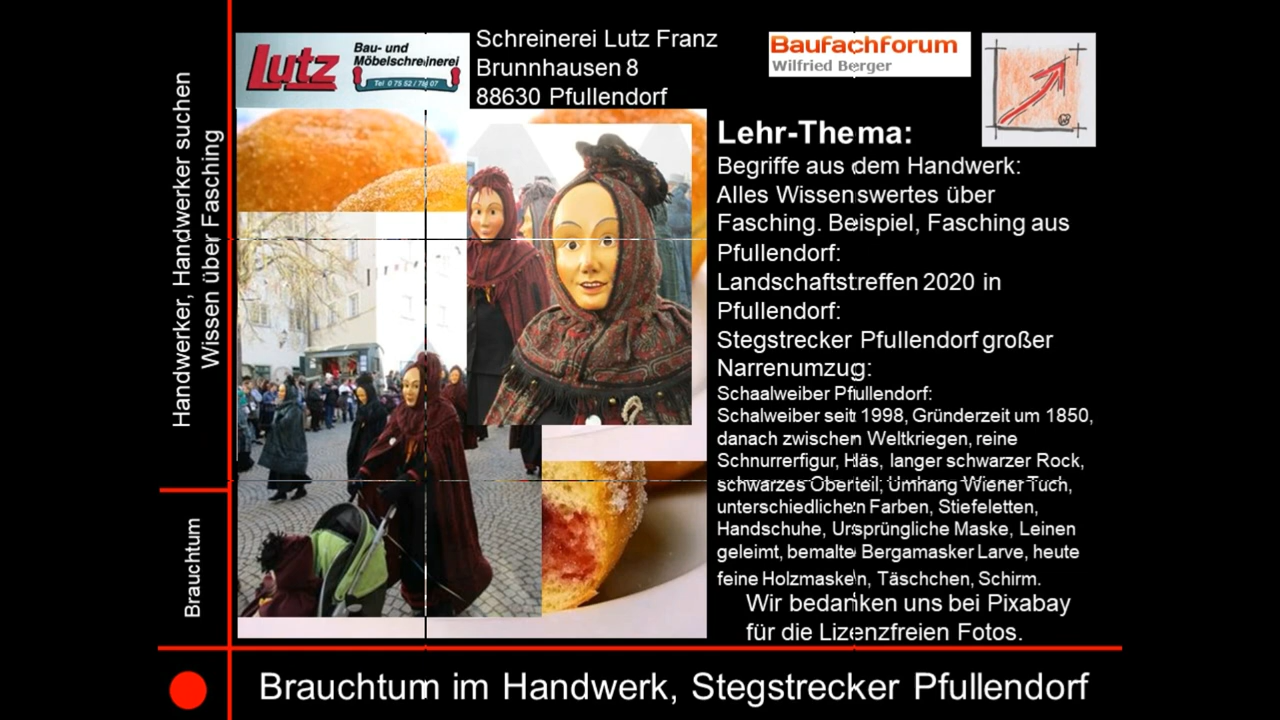 Lutz
Bau- und
Möbelschreinerei
Schreinerei Lutz Franz
Brunnhausen 8
88630 Pfullendorf
Baufachforum
Wilfried Berger
Handwerker, Handwerker suchen
Wissen über Fasching
Brauchtum
Lehr-Thema:
Begriffe aus dem Handwerk:
Alles Wissenswertes über
Fasching. Beispiel, Fasching aus
Pfullendorf:
Landschaftstreffen 2020 in
Pfullendorf:
Stegstrecker Pfullendorf großer
Narrenumzug:
Schaalweiber Pfullendorf:
Schalweiber seit 1998, Gründerzeit um 1850,
danach zwischen Weltkriegen, reine
Schnurrerfigur, Häs, langer schwarzer Rock,
schwarzes Oberteil, Umhang Wiener Tuch,
unterschiedlichen Farben, Stiefeletten,
Handschuhe, Ursprüngliche Maske, Leinen
geleimt, bemalte Bergamasker Larve, heute
feine Holzmasken, Täschchen, Schirm.
Wir bedanken uns bei Pixabay
für die Lizenzfreien Fotos.
Brauchtum im Handwerk, Stegstrecker Pfullendorf